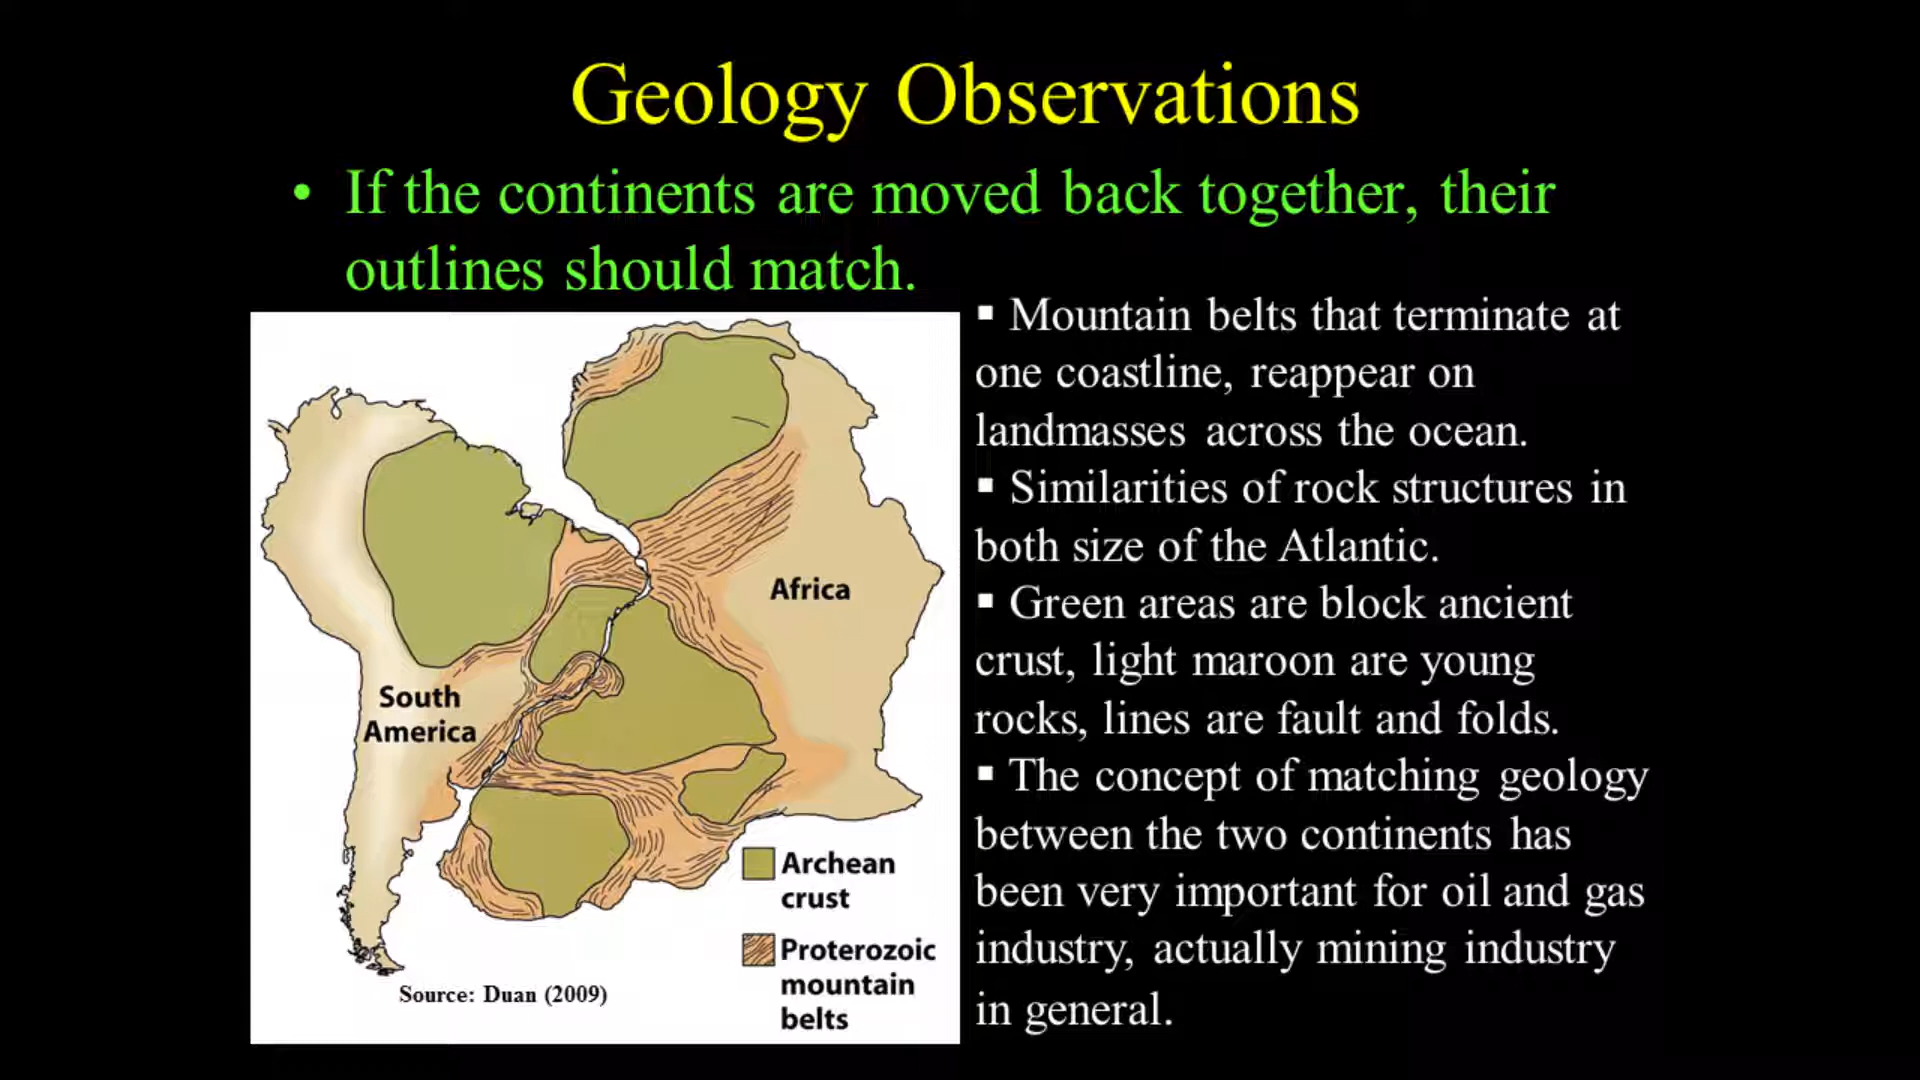 Geology Observations
• If the continents are moved back together, their
outlines should match.
▪ Mountain belts that terminate at
one coastline, reappear on
landmasses across the ocean.
▪ Similarities of rock structures in
both size of the Atlantic.
▪ Green areas are block ancient
crust, light maroon are young
rocks, lines are fault and folds.
▪ The concept of matching geology
between the two continents has
been very important for oil and gas
industry, actually mining industry
in general.
Africa
South
America
Archean
crust
Proterozoic
mountain
belts
Source: Duan (2009)